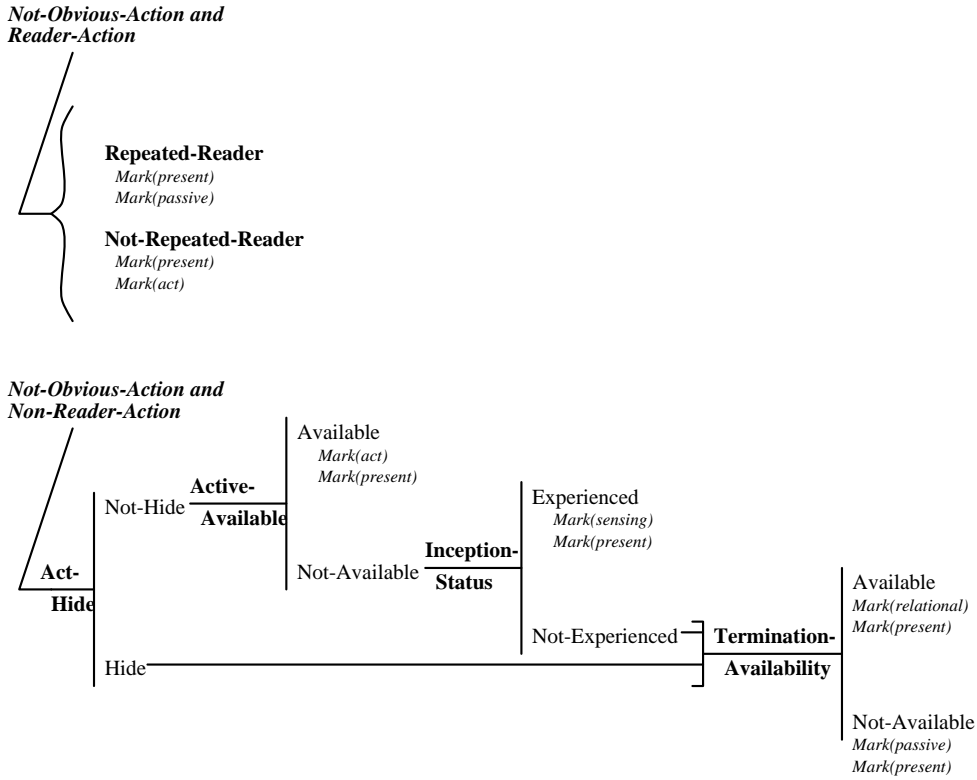 Not-Obvious-Action and
Reader-Action
Repeated-Reader
Mark(present)
Mark(passive)
Not-Repeated-Reader
Mark(present)
Mark(act)
Not-Obvious-Action and
Non-Reader-Action
Act-
Hide
Not-Hide
Active-
Available
Available
Mark(act)
Mark(present)
Not-Available
Inception-
Status
Experienced
Mark(sensing)
Mark(present)
Not-Experienced
Hide
Termination-
Availability
Available
Mark(relational)
Mark(present)
Not-Available
Mark(passive)
Mark(present)